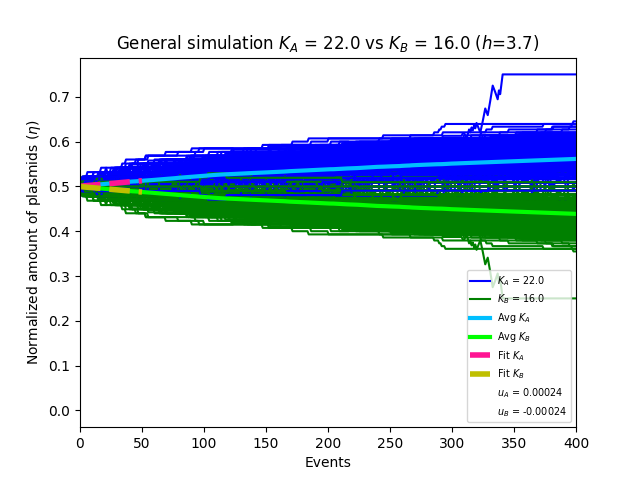 General simulation K_A = 22.0 vs K_B = 16.0 (h=3.7)
Normalized amount of plasmids (η)
0.7
0.6
0.5
0.4
0.3
0.2
0.1
0.0
K_A = 22.0
K_B = 16.0
Avg K_A
Avg K_B
Fit K_A
Fit K_B
u_A = 0.00024
u_B = -0.00024
0 50 100 150 200 250 300 350 400
Events